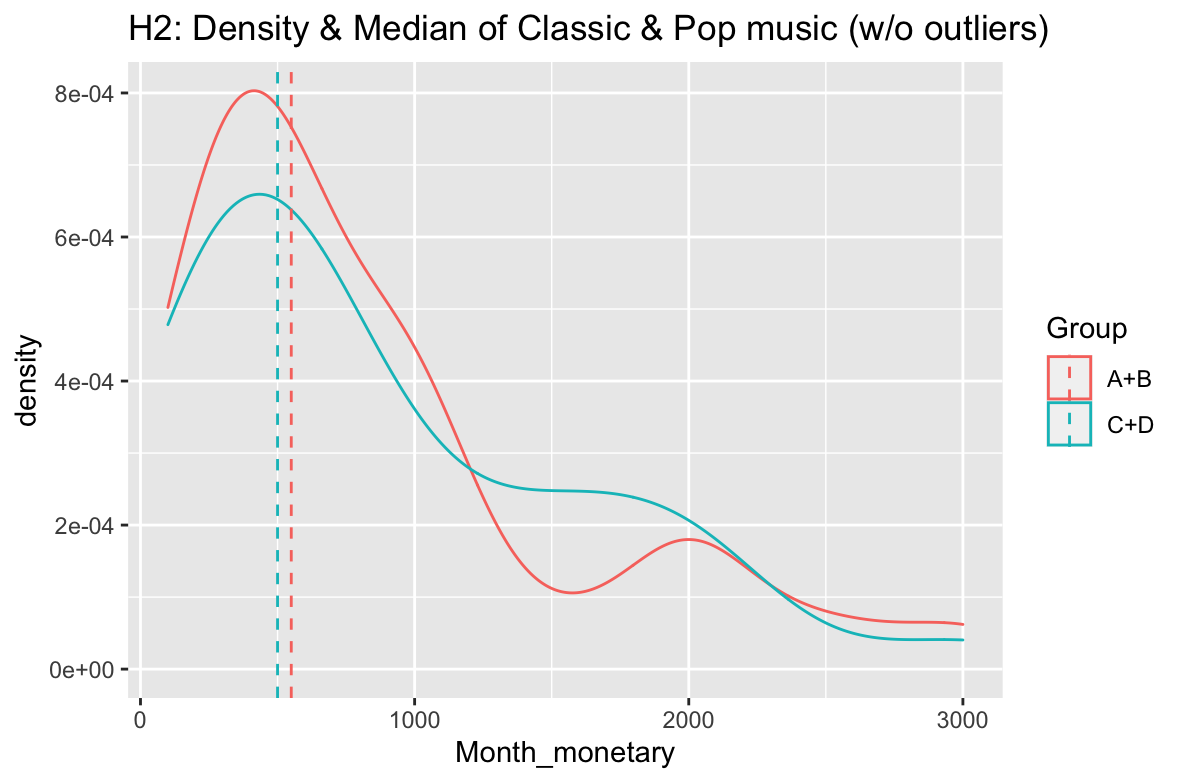 H2: Density & Median of Classic & Pop music (w/o outliers)
8e-04
6e-04
4e-04
2e-04
0e+00
density
0
1000
2000
3000
Month_monetary
Group
A+B
C+D